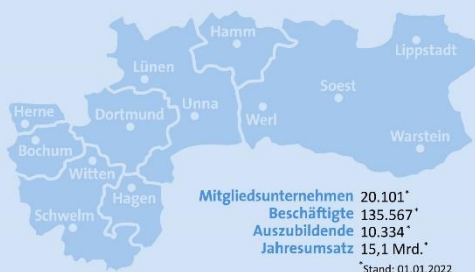 Hamm
Lippstadt
Lünen
Soest
Herne
Dortmund
Unna
Werl
Bochum
Warstein
Witten
Hagen
Schwelm
Mitgliedsunternehmen 20.101*
Beschäftigte 135.567*
Auszubildende 10.334*
Jahresumsatz 15,1 Mrd.*
*Stand: 01.01.2022